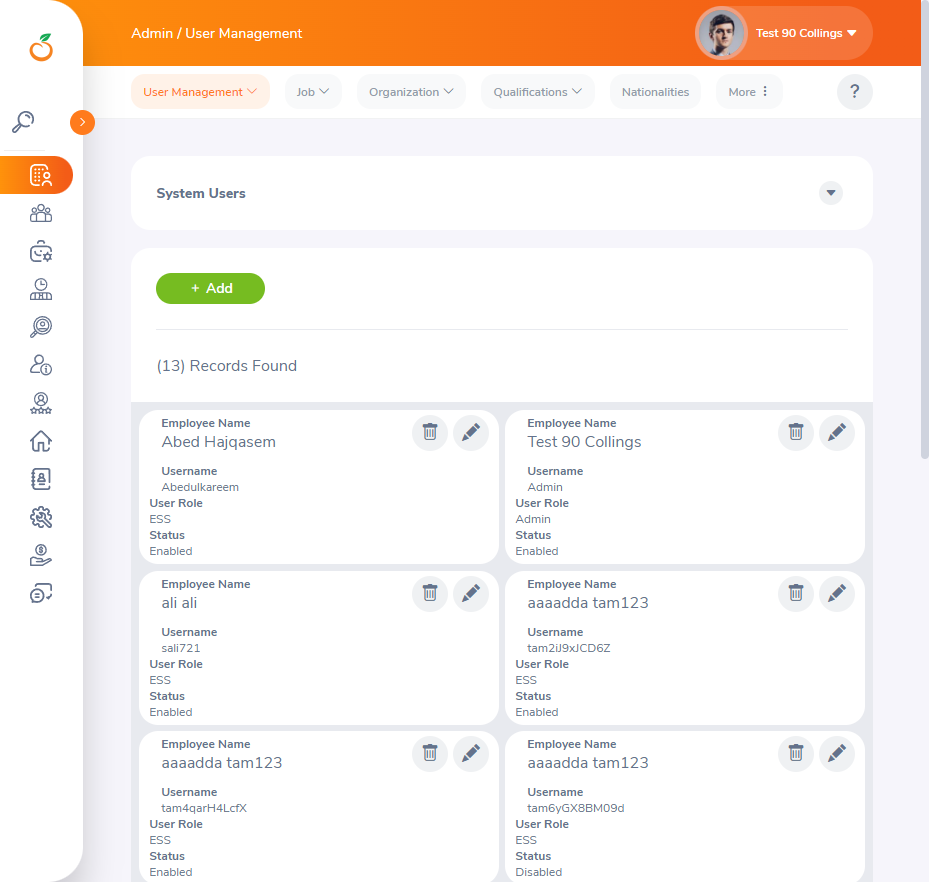 Admin / User Management
Test 90 Collings
User Management
Job
Organization
Qualifications
Nationalities
More
?
System Users
+ Add
(13) Records Found
Employee Name
Abed Hajqasem
Username
Abedulkareem
User Role
ESS
Status
Enabled
Employee Name
Test 90 Collings
Username
Admin
User Role
Admin
Status
Enabled
Employee Name
ali ali
Username
sali721
User Role
ESS
Status
Enabled
Employee Name
aaaadda tam123
Username
tam2iJ9xJCD6Z
User Role
ESS
Status
Enabled
Employee Name
aaaadda tam123
Username
tam4qarH4LcfX
User Role
ESS
Status
Enabled
Employee Name
aaaadda tam123
Username
tam6yGX8BM09d
User Role
ESS
Status
Disabled